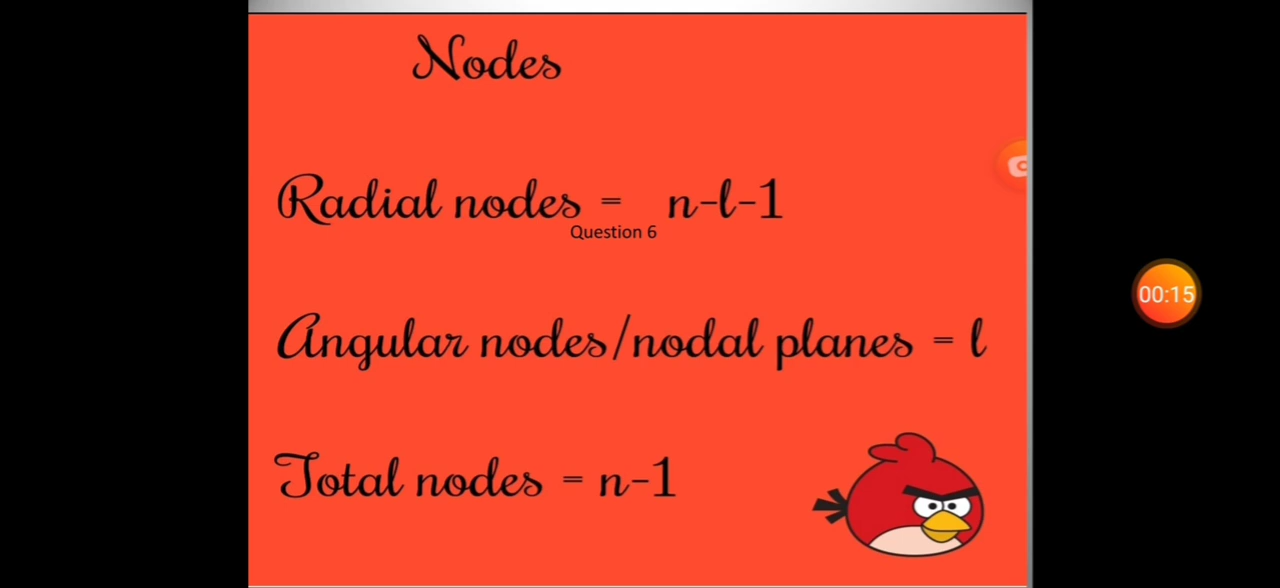 Nodes
Radial nodes = n-l-1
Question 6
Angular nodes/nodal planes = l
00:15
Total nodes = n-1